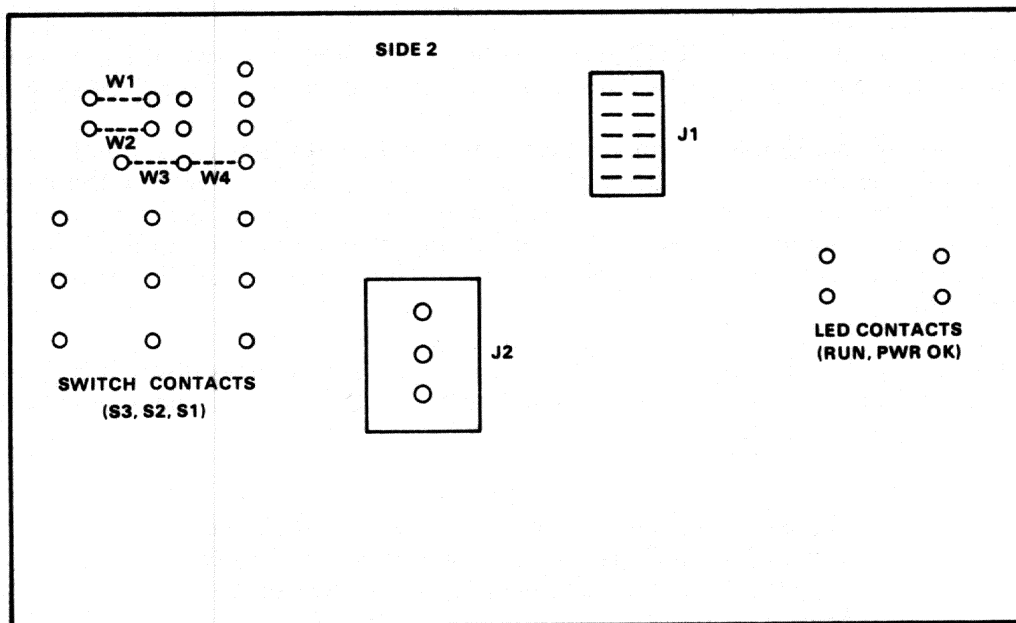 SIDE 2
W1
W2
W3 W4
J1
J2
SWITCH CONTACTS
(S3, S2, S1)
LED CONTACTS
(RUN, PWR OK)